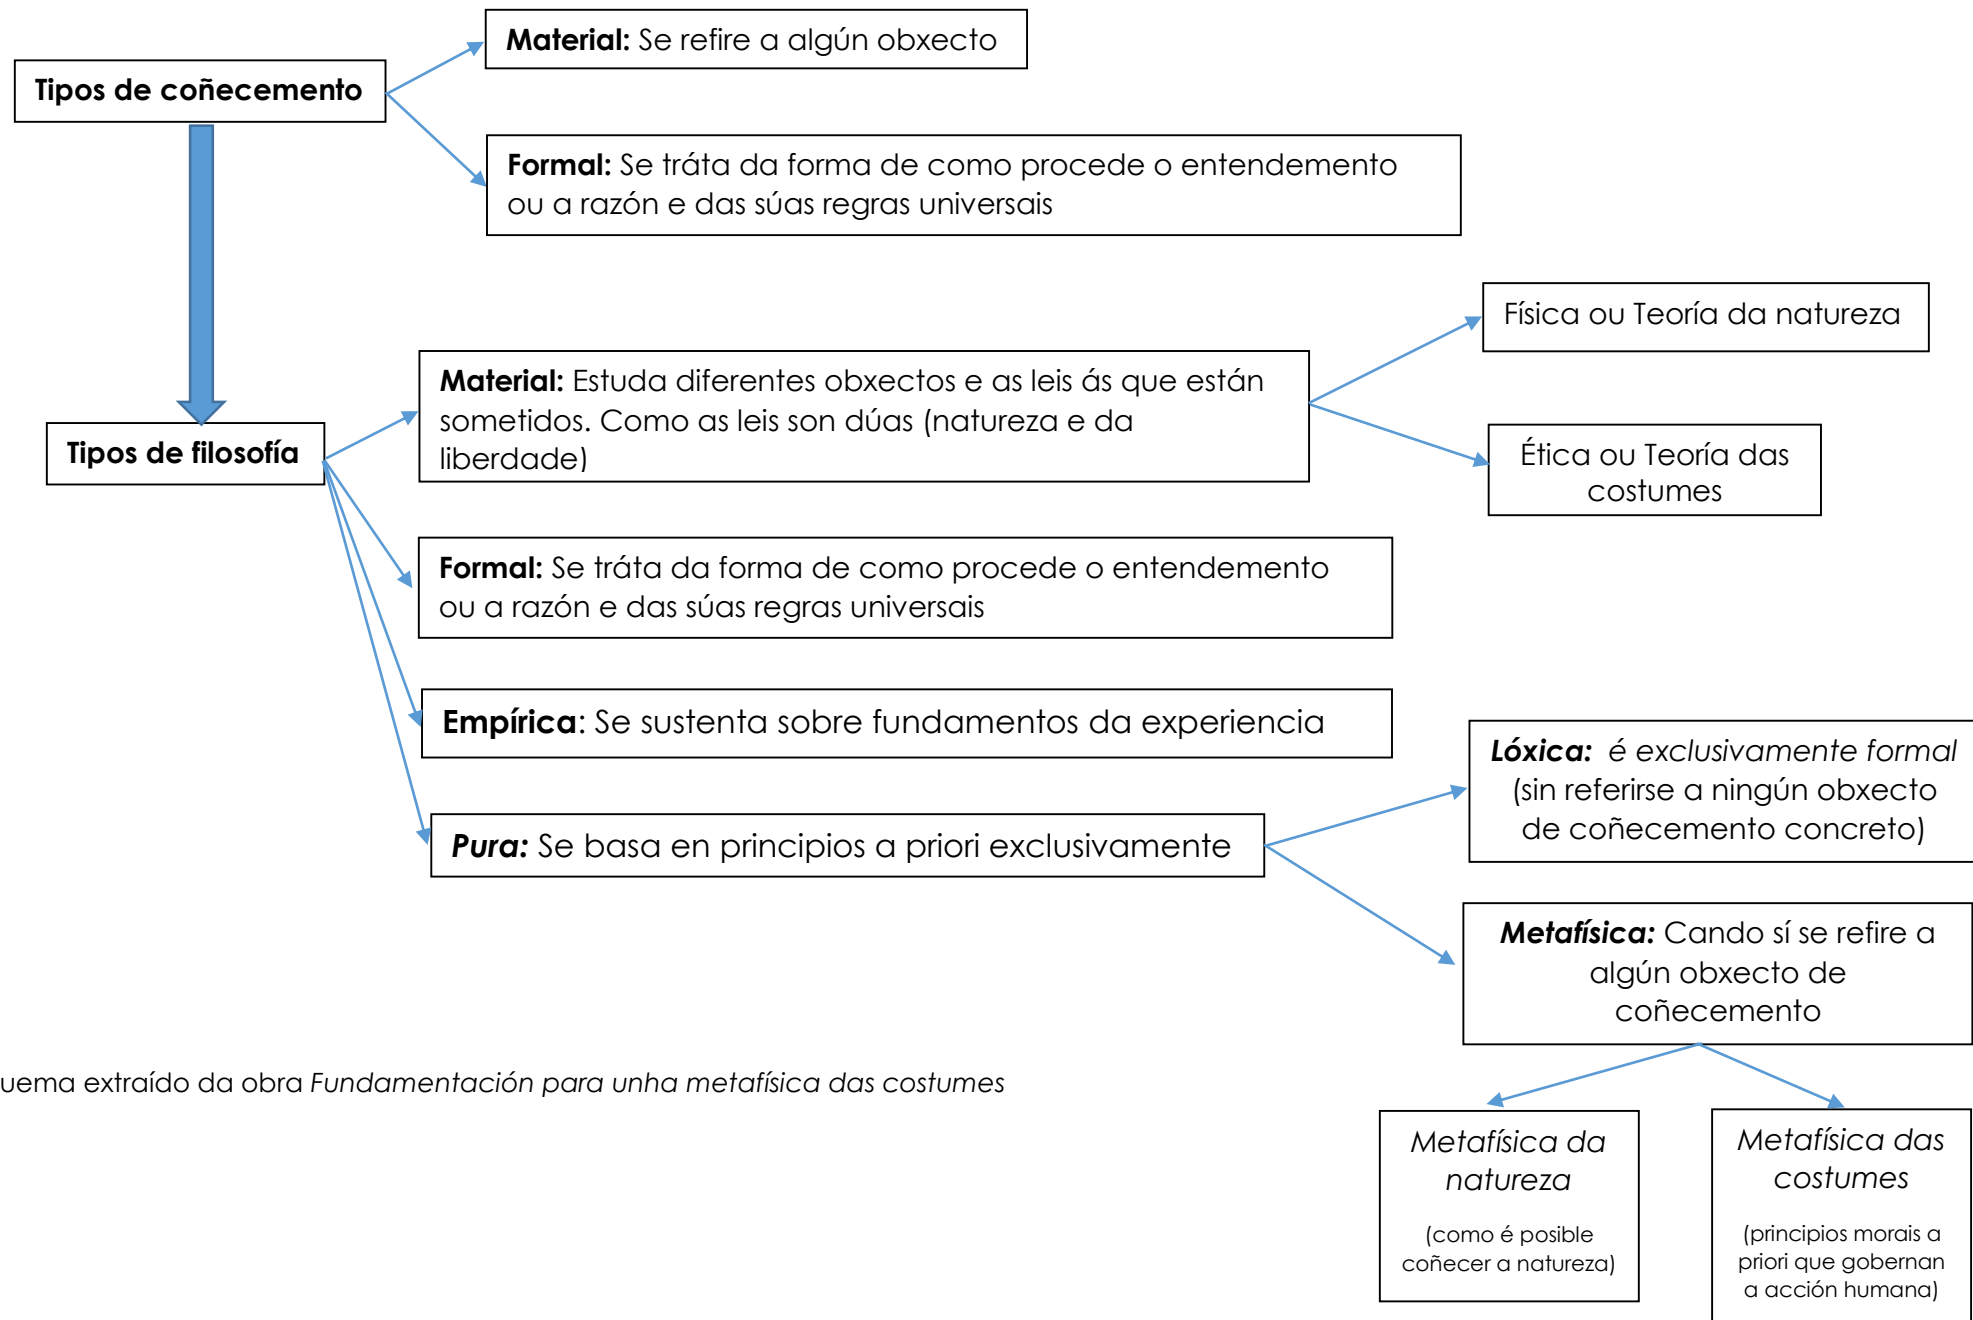 Material: Se refire a algún obxecto
Tipos de coñecemento
Formal: Se tráta da forma de como procede o entendemento
ou a razón e das súas regras universais
Física ou Teoría da natureza
Material: Estuda diferentes obxectos e as leis ás que están
sometidos. Como as leis son dúas (natureza e da
liberdade)
Tipos de filosofía
Ética ou Teoría das
costumes
Formal: Se tráta da forma de como procede o entendemento
ou a razón e das súas regras universais
Empírica: Se sustenta sobre fundamentos da experiencia
Lóxica: é exclusivamente formal
(sin referirse a ningún obxecto
de coñecemento concreto)
Pura: Se basa en principios a priori exclusivamente
Metafísica: Cando sí se refire a
algún obxecto de
coñecemento
uema extraído da obra Fundamentación para unha metafísica das costumes
Metafísica da
natureza
(como é posible
coñecer a natureza)
Metafísica das
costumes
(principios morais a
priori que gobernan
a acción humana)